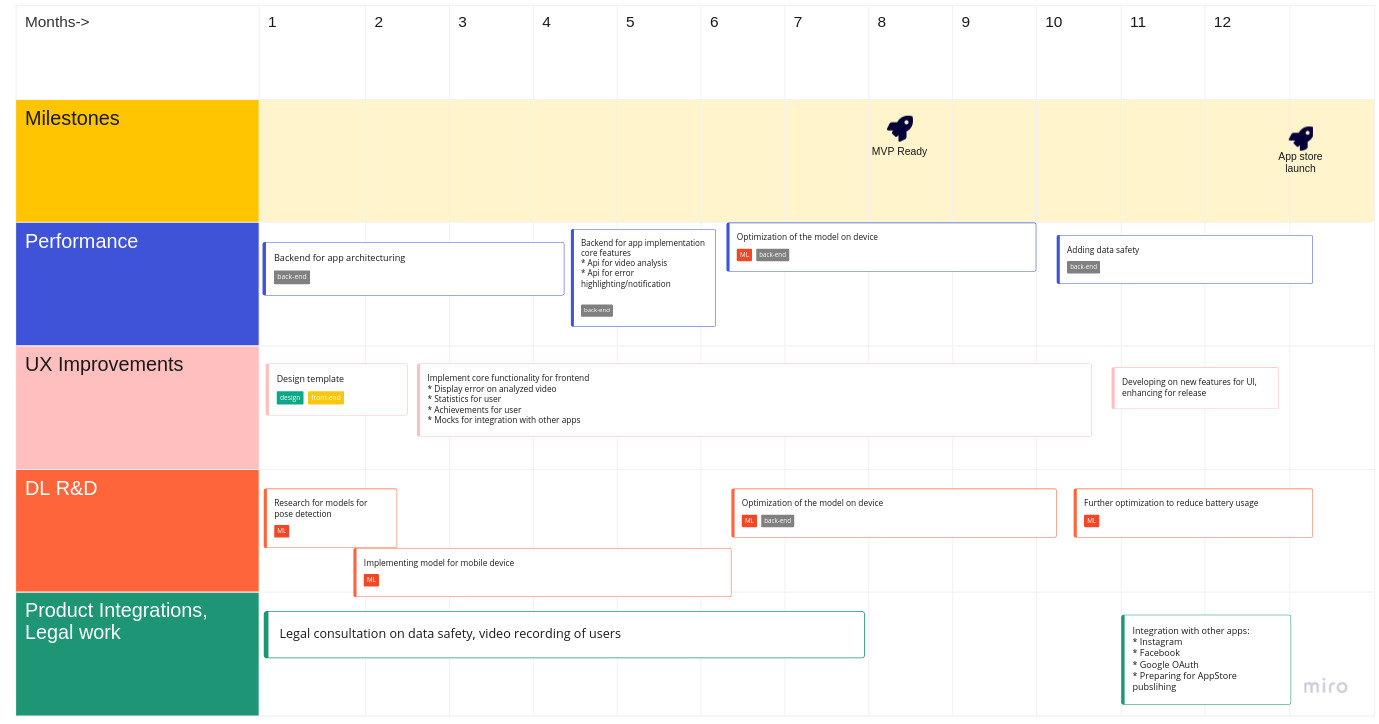 Months->
1
2
3
4
5
6
7
8
9
10
11
12
Milestones
MVP Ready
App store
launch
Performance
Backend for app architecturing
back-end
Backend for app implementation
core features
* Api for video analysis
* Api for error
highlighting/notification
back-end
Optimization of the model on device
ML back-end
Adding data safety
back-end
UX Improvements
Design template
design front-end
Implement core functionality for frontend
* Display error on analyzed video
* Statistics for user
* Achievements for user
* Mocks for integration with other apps
Developing on new features for UI,
enhancing for release
DL R&D
Research for models for
pose detection
ML
Implementing model for mobile device
ML
Optimization of the model on device
ML back-end
Further optimization to reduce battery usage
ML
Product Integrations,
Legal work
Legal consultation on data safety, video recording of users
Integration with other apps:
* Instagram
* Facebook
* Google OAuth
* Preparing for AppStore
pubslihing
miro